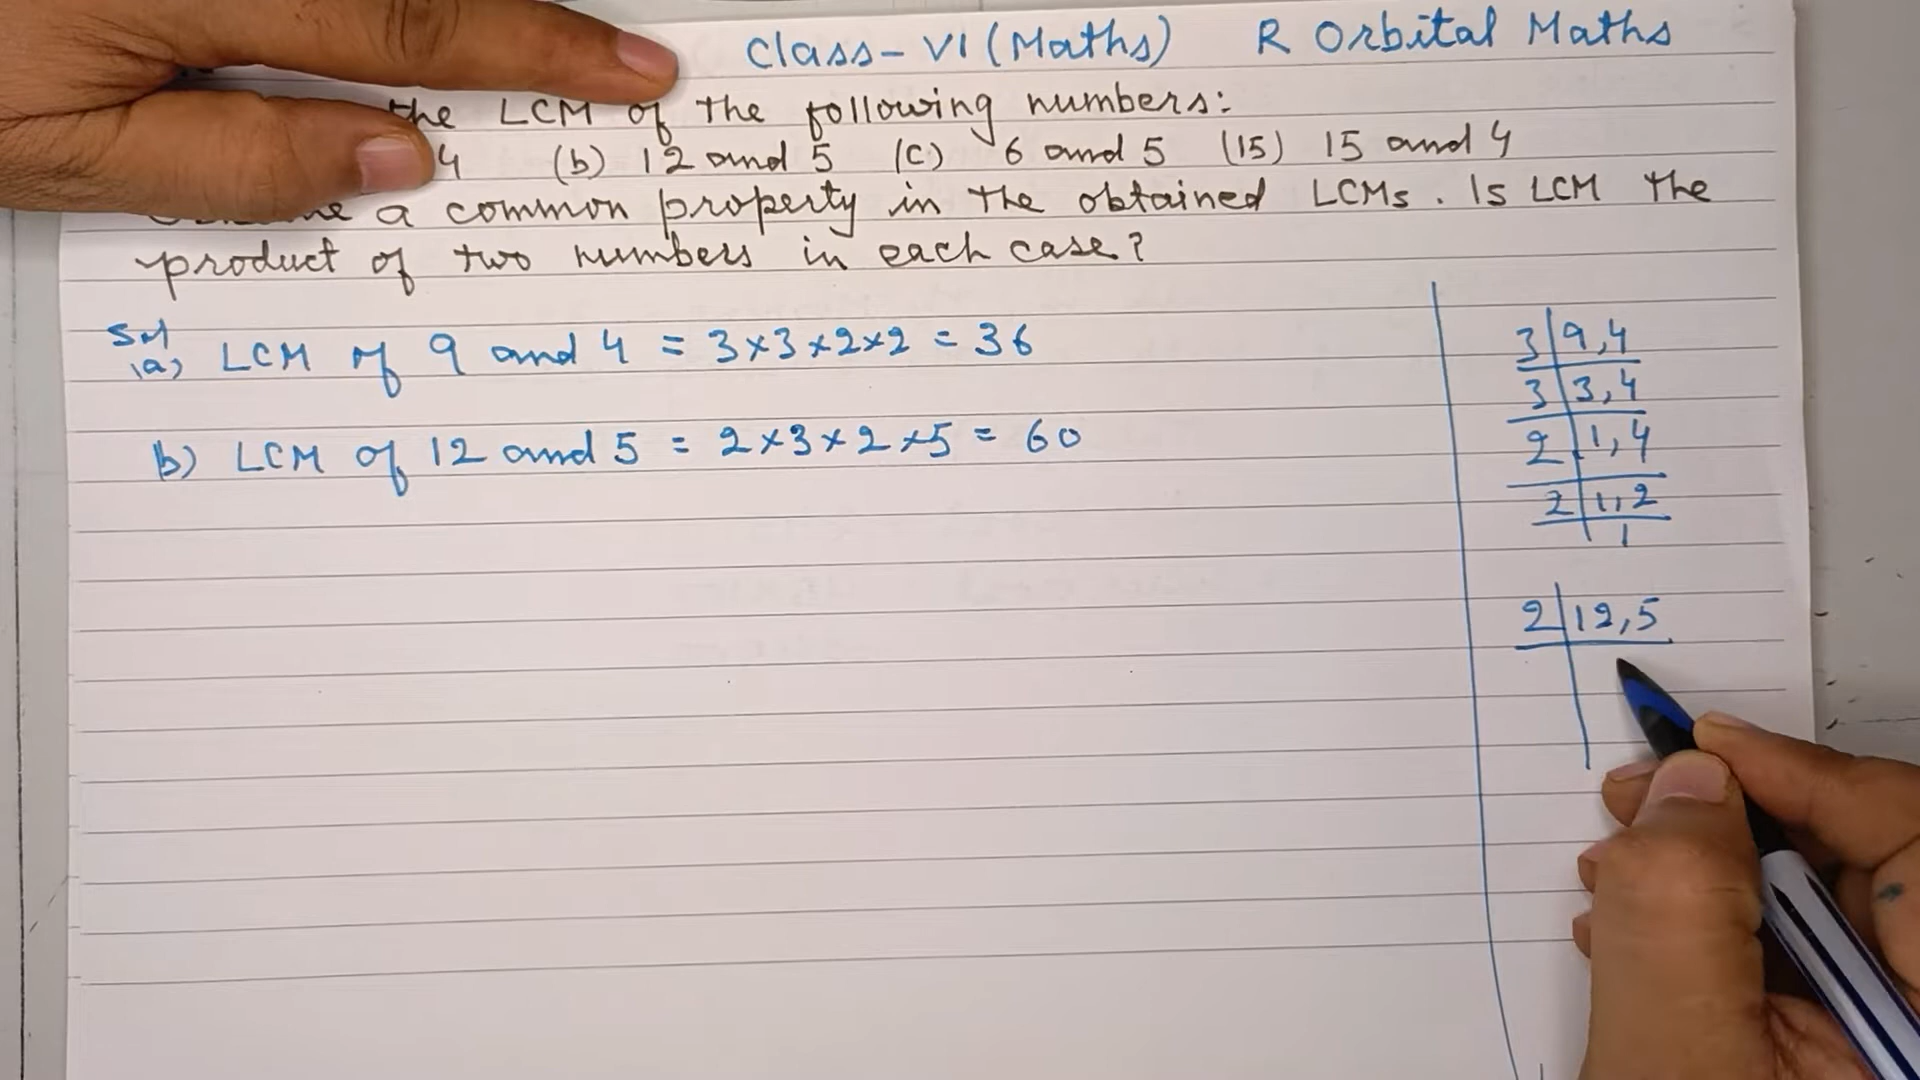 Class-VI (Maths) R Orbital Maths
the LCM of the following numbers:
4 (b) 12 and 5 (c) 6 and 5 (15) 15 and 4
a common property in the obtained LCMs. Is LCM the
product of two numbers in each case?
Sol
(a) LCM of 9 and 4 = 3×3×2×2 = 36
b) LCM of 12 and 5 = 2×3×2×5 = 60
3 | 9,4
3 | 3,4
2 | 1,4
2 | 1,2
1
2 | 12,5